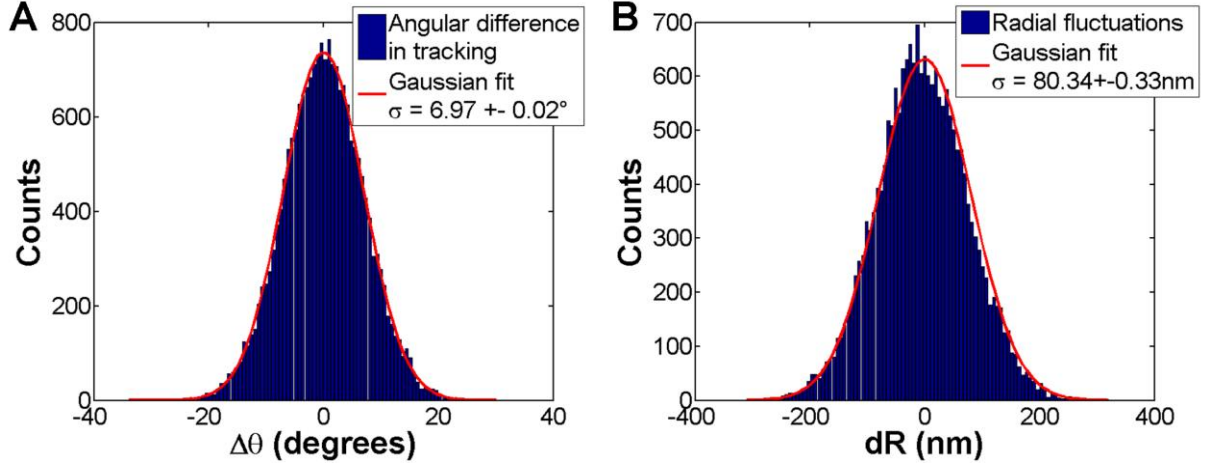 A
Angular difference
in tracking
Gaussian fit
σ = 6.97 +- 0.02°
800
600
400
200
0
Counts
-40
-20
0
20
40
Δθ (degrees)
B
Radial fluctuations
Gaussian fit
σ = 80.34+-0.33nm
700
600
500
400
300
200
100
0
Counts
-400
-200
0
200
400
dR (nm)